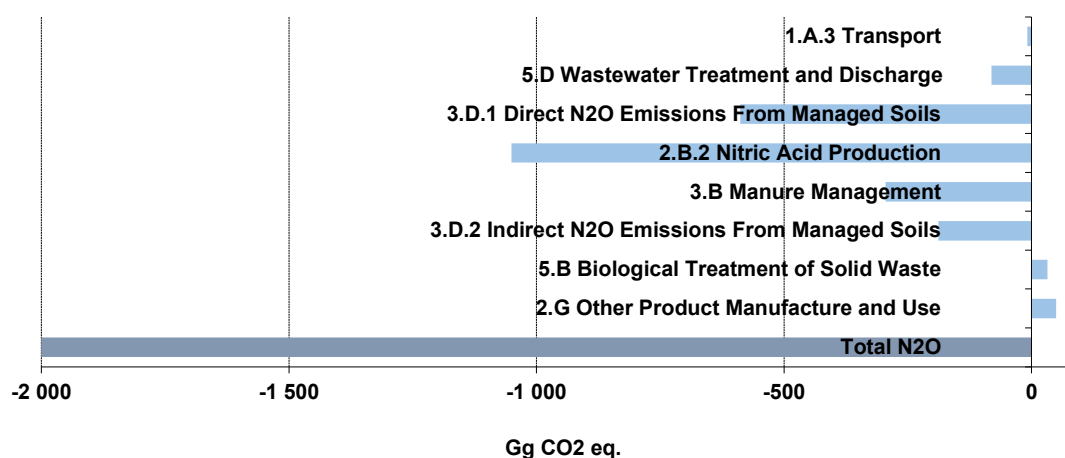 1.A.3 Transport
5.D Wastewater Treatment and Discharge
3.D.1 Direct N2O Emissions From Managed Soils
2.B.2 Nitric Acid Production
3.B Manure Management
3.D.2 Indirect N2O Emissions From Managed Soils
5.B Biological Treatment of Solid Waste
2.G Other Product Manufacture and Use
Total N2O
-2 000 -1 500 -1 000 -500 0
Gg CO2 eq.